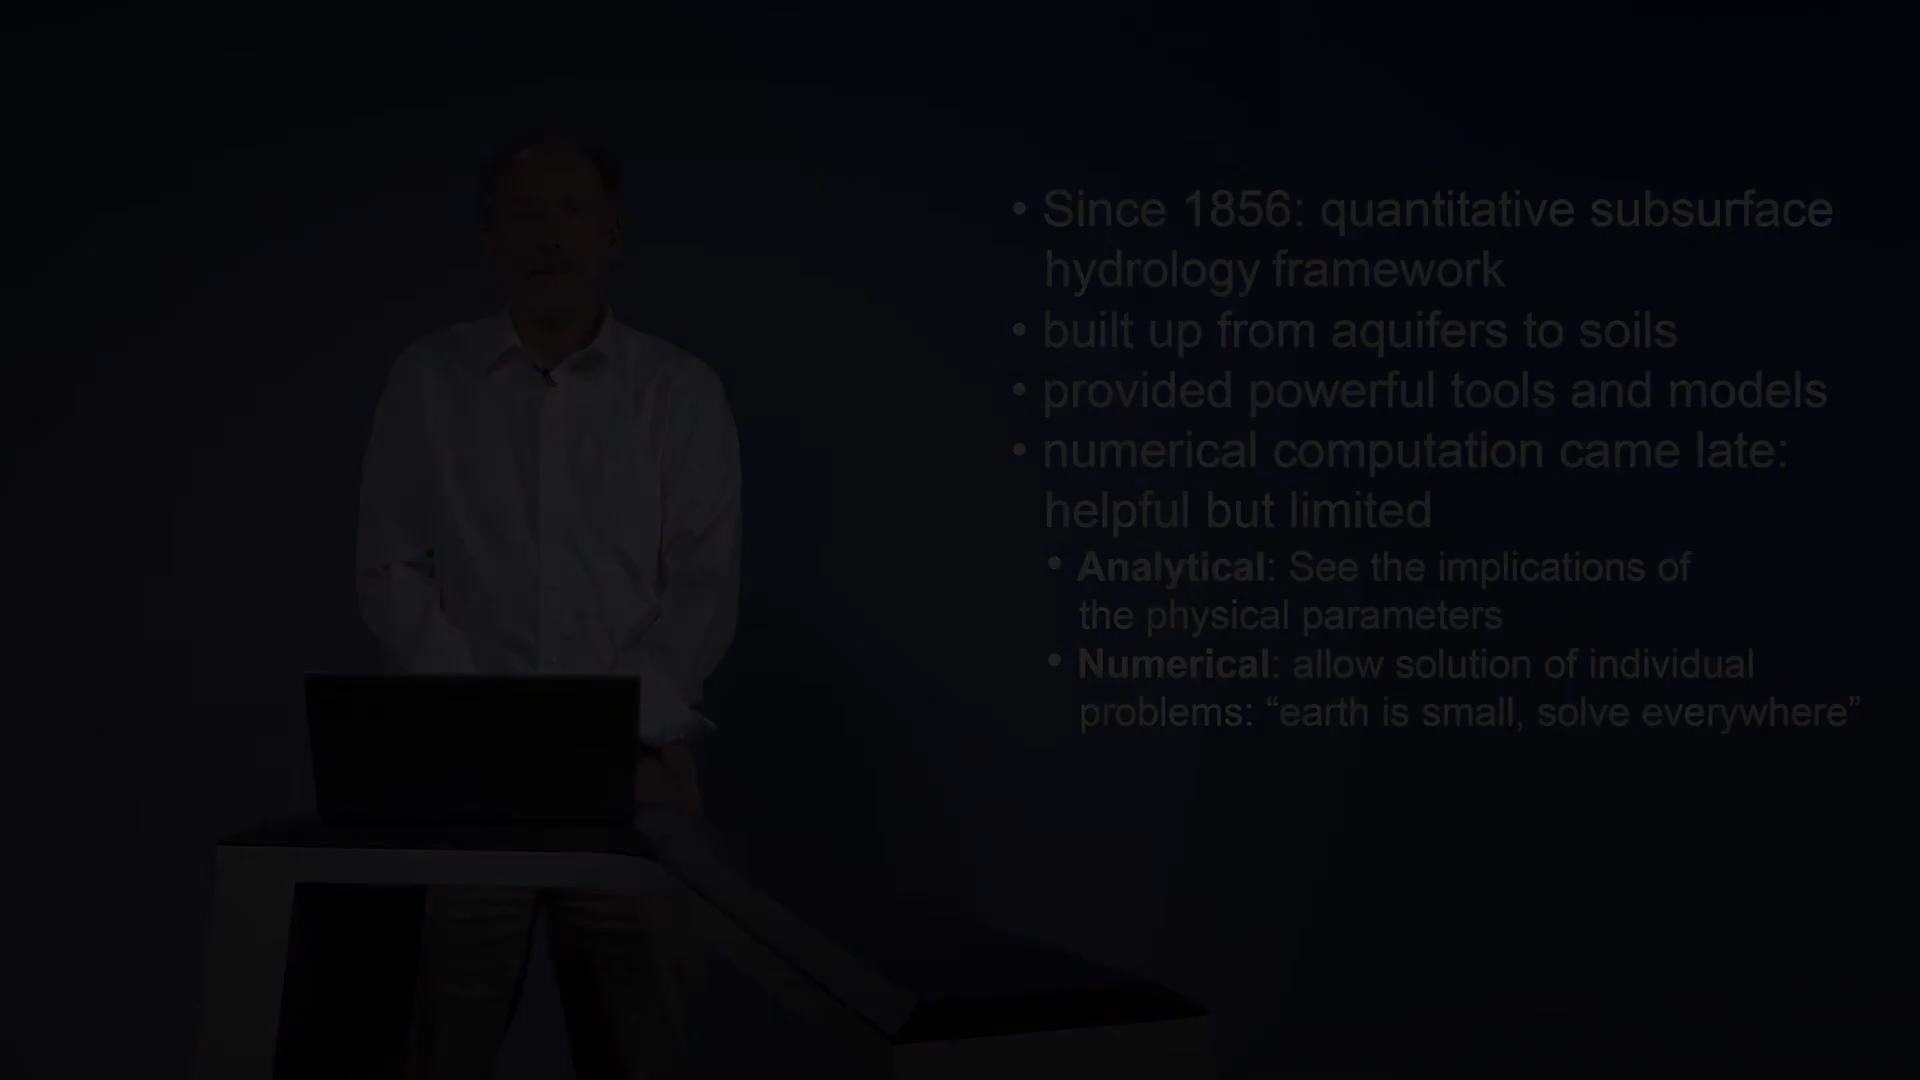 • Since 1856: quantitative subsurface
hydrology framework
• built up from aquifers to soils
• provided powerful tools and models
• numerical computation came late:
helpful but limited
• Analytical: See the implications of
the physical parameters
• Numerical: allow solution of individual
problems: “earth is small, solve everywhere”